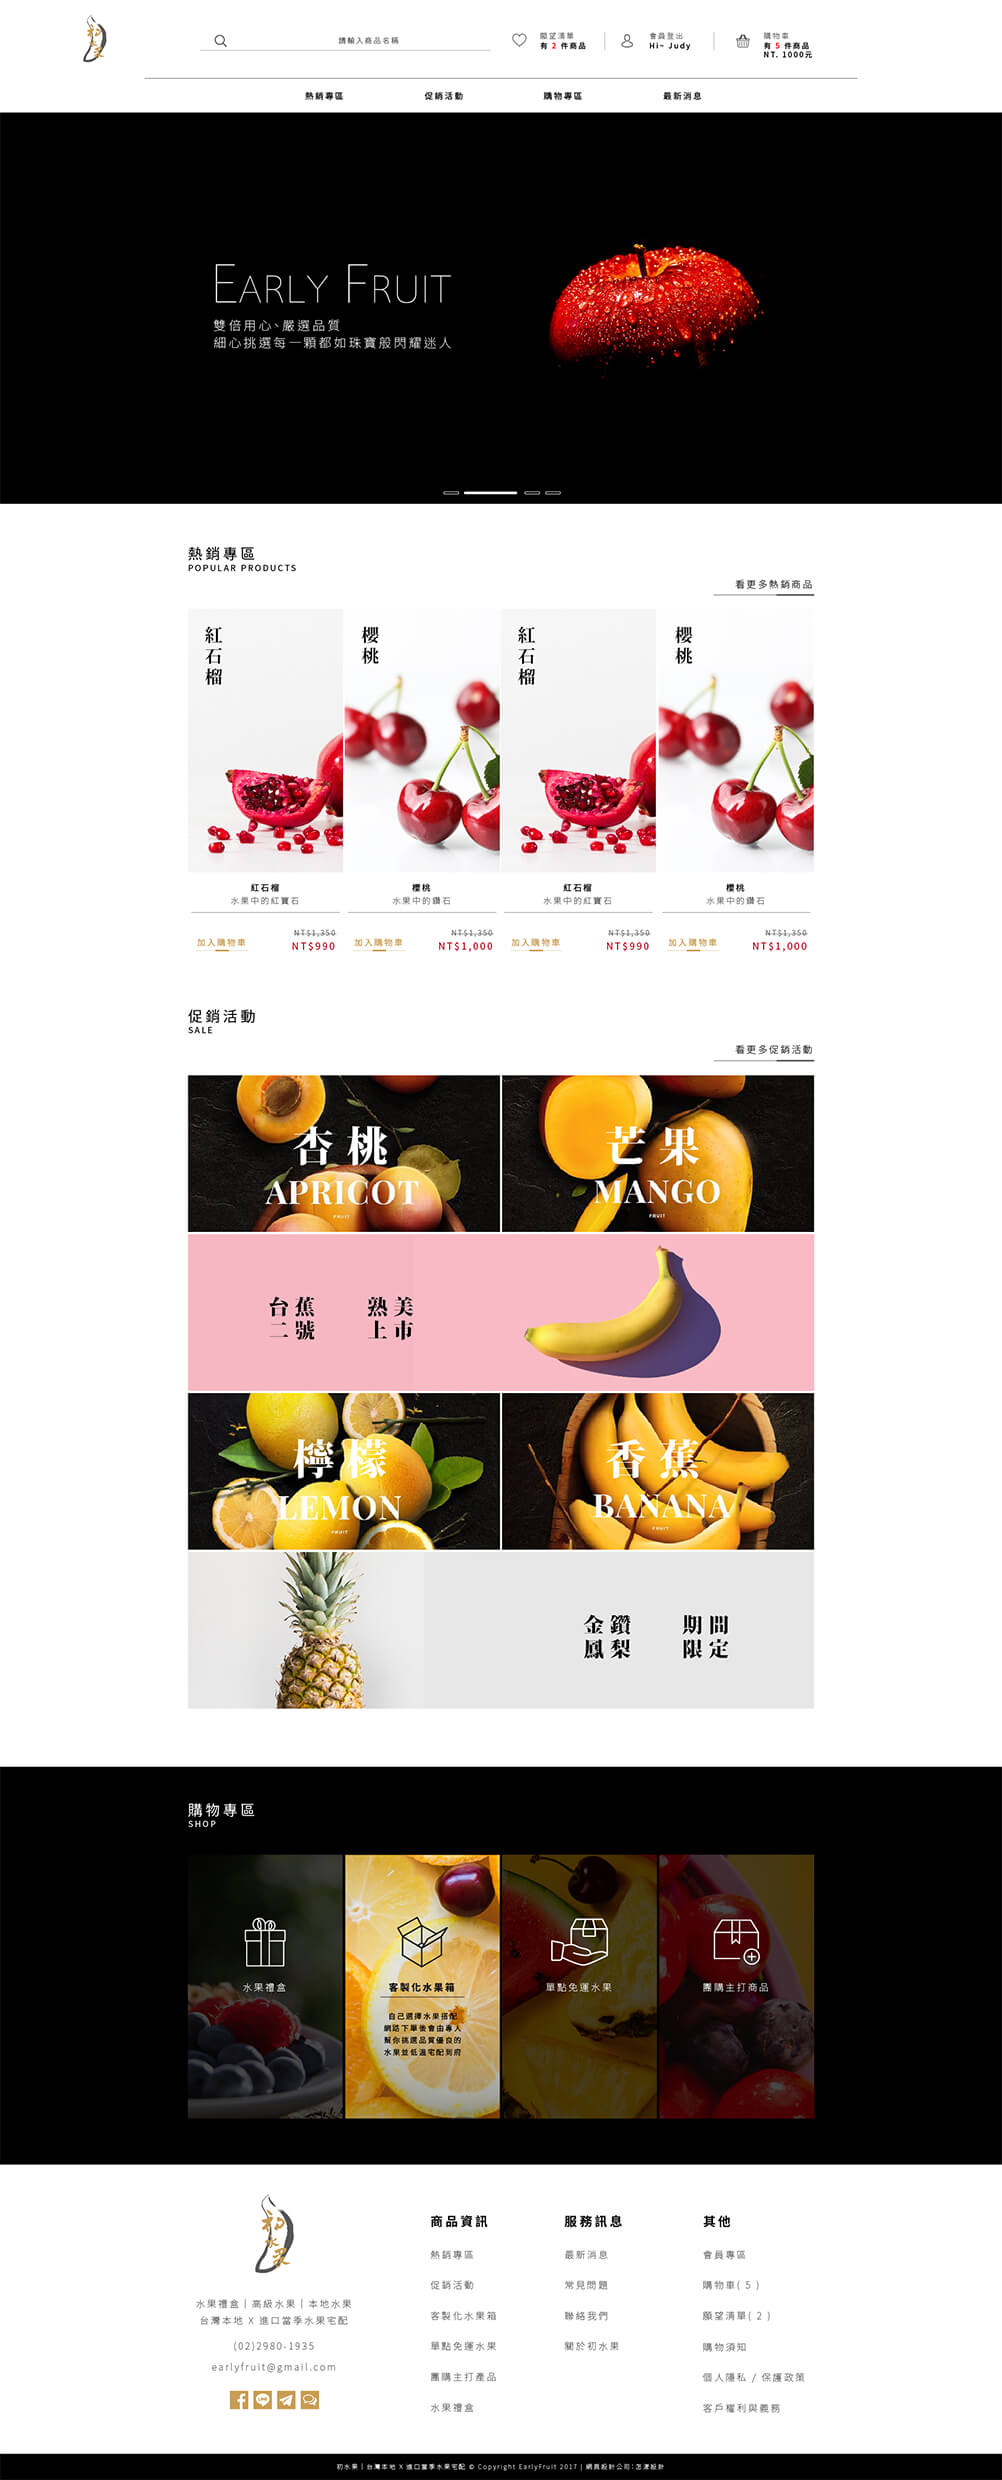 初水果
請輸入商品名稱
願望清單
有 2 件商品
會員登出
Hi~ Judy
購物車
有 5 件商品
NT. 1000元
熱銷專區
促銷活動
購物專區
最新消息
EARLY FRUIT
雙倍用心、嚴選品質
細心挑選每一顆都如珠寶般閃耀迷人
熱銷專區
POPULAR PRODUCTS
看更多熱銷商品
紅石榴
櫻桃
紅石榴
櫻桃
紅石榴
水果中的紅寶石
櫻桃
水果中的鑽石
紅石榴
水果中的紅寶石
櫻桃
水果中的鑽石
加入購物車
NT$1,350
NT$990
加入購物車
NT$1,350
NT$1,000
加入購物車
NT$1,350
NT$990
加入購物車
NT$1,350
NT$1,000
促銷活動
SALE
看更多促銷活動
杏桃
APRICOT
FRUIT
芒果
MANGO
FRUIT
台蕉 熟美
二號 上市
檸檬
LEMON
FRUIT
香蕉
BANANA
FRUIT
金鑽 期間
鳳梨 限定
購物專區
SHOP
水果禮盒
客製化水果箱
自己選擇水果搭配
網路下單後會由專人
幫你挑選品質優良的
水果並低溫宅配到府
單點免運水果
團購主打商品
初水果
水果禮盒｜高級水果｜本地水果
台灣本地 X 進口當季水果宅配
(02)2980-1935
earlyfruit@gmail.com
LINE
商品資訊
熱銷專區
促銷活動
客製化水果箱
單點免運水果
團購主打產品
水果禮盒
服務訊息
最新消息
常見問題
聯絡我們
關於初水果
其他
會員專區
購物車( 5 )
願望清單( 2 )
購物須知
個人隱私 / 保護政策
客戶權利與義務
初水果｜台灣本地 X 進口當季水果宅配 © Copyright EarlyFruit 2017 | 網頁設計公司:怎漾設計